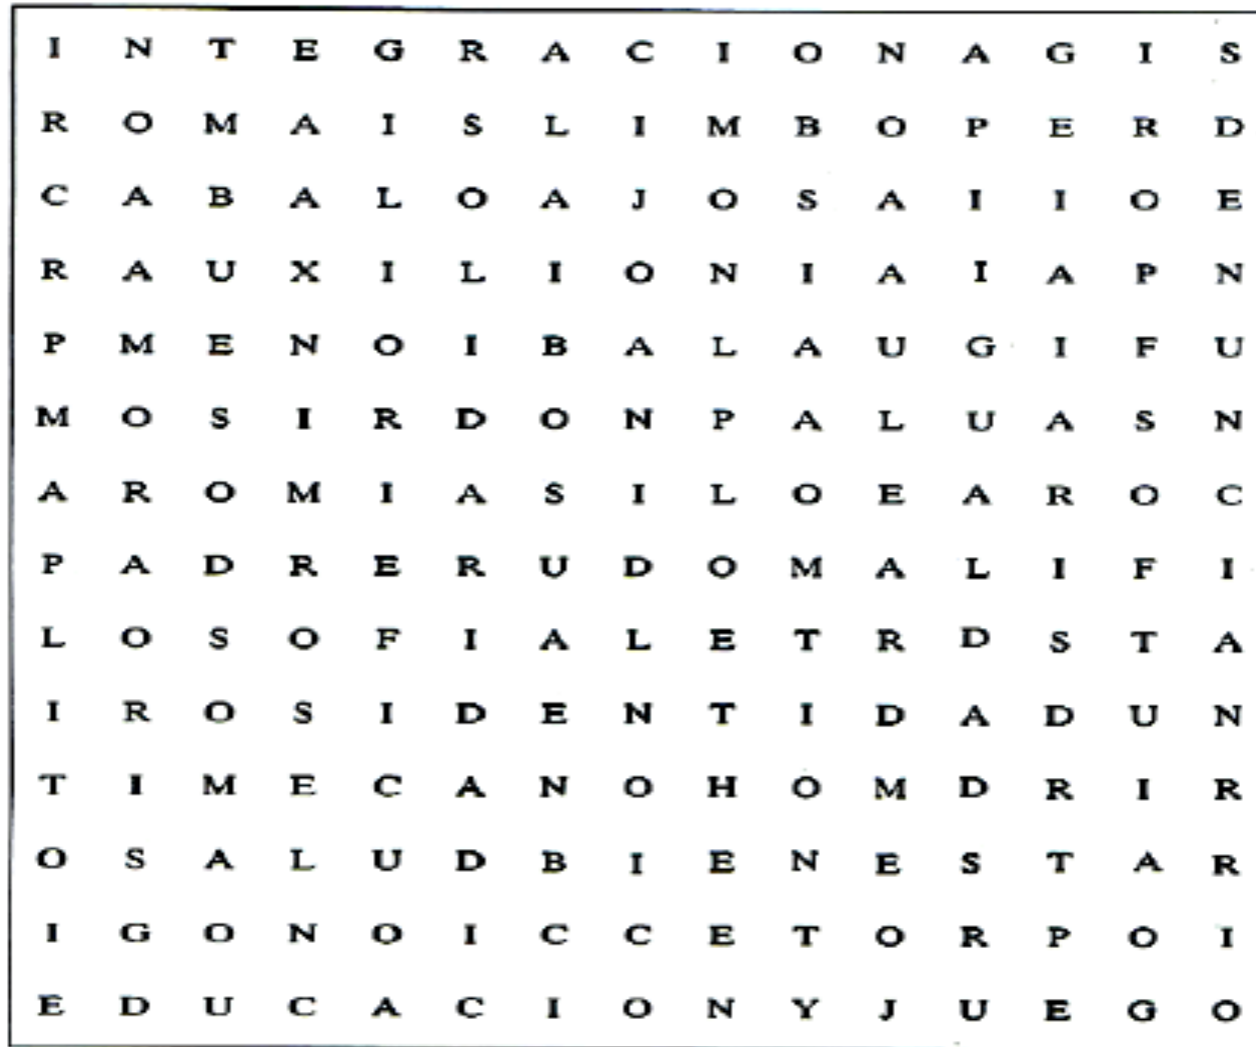 I N T E G R A C I O N A G I S
R O M A I S L I M B O P E R D
C A B A L O A J O S A I I O E
R A U X I L I O N I A I A P N
P M E N O I B A L A U G I F U
M O S I R D O N P A L U A S N
A R O M I A S I L O E A R O C
P A D R E R U D O M A L I F I
L O S O F I A L E T R D S T A
I R O S I D E N T I D A D U N
T I M E C A N O H O M D R I R
O S A L U D B I E N E S T A R
I G O N O I C C E T O R P O I
E D U C A C I O N Y J U E G O